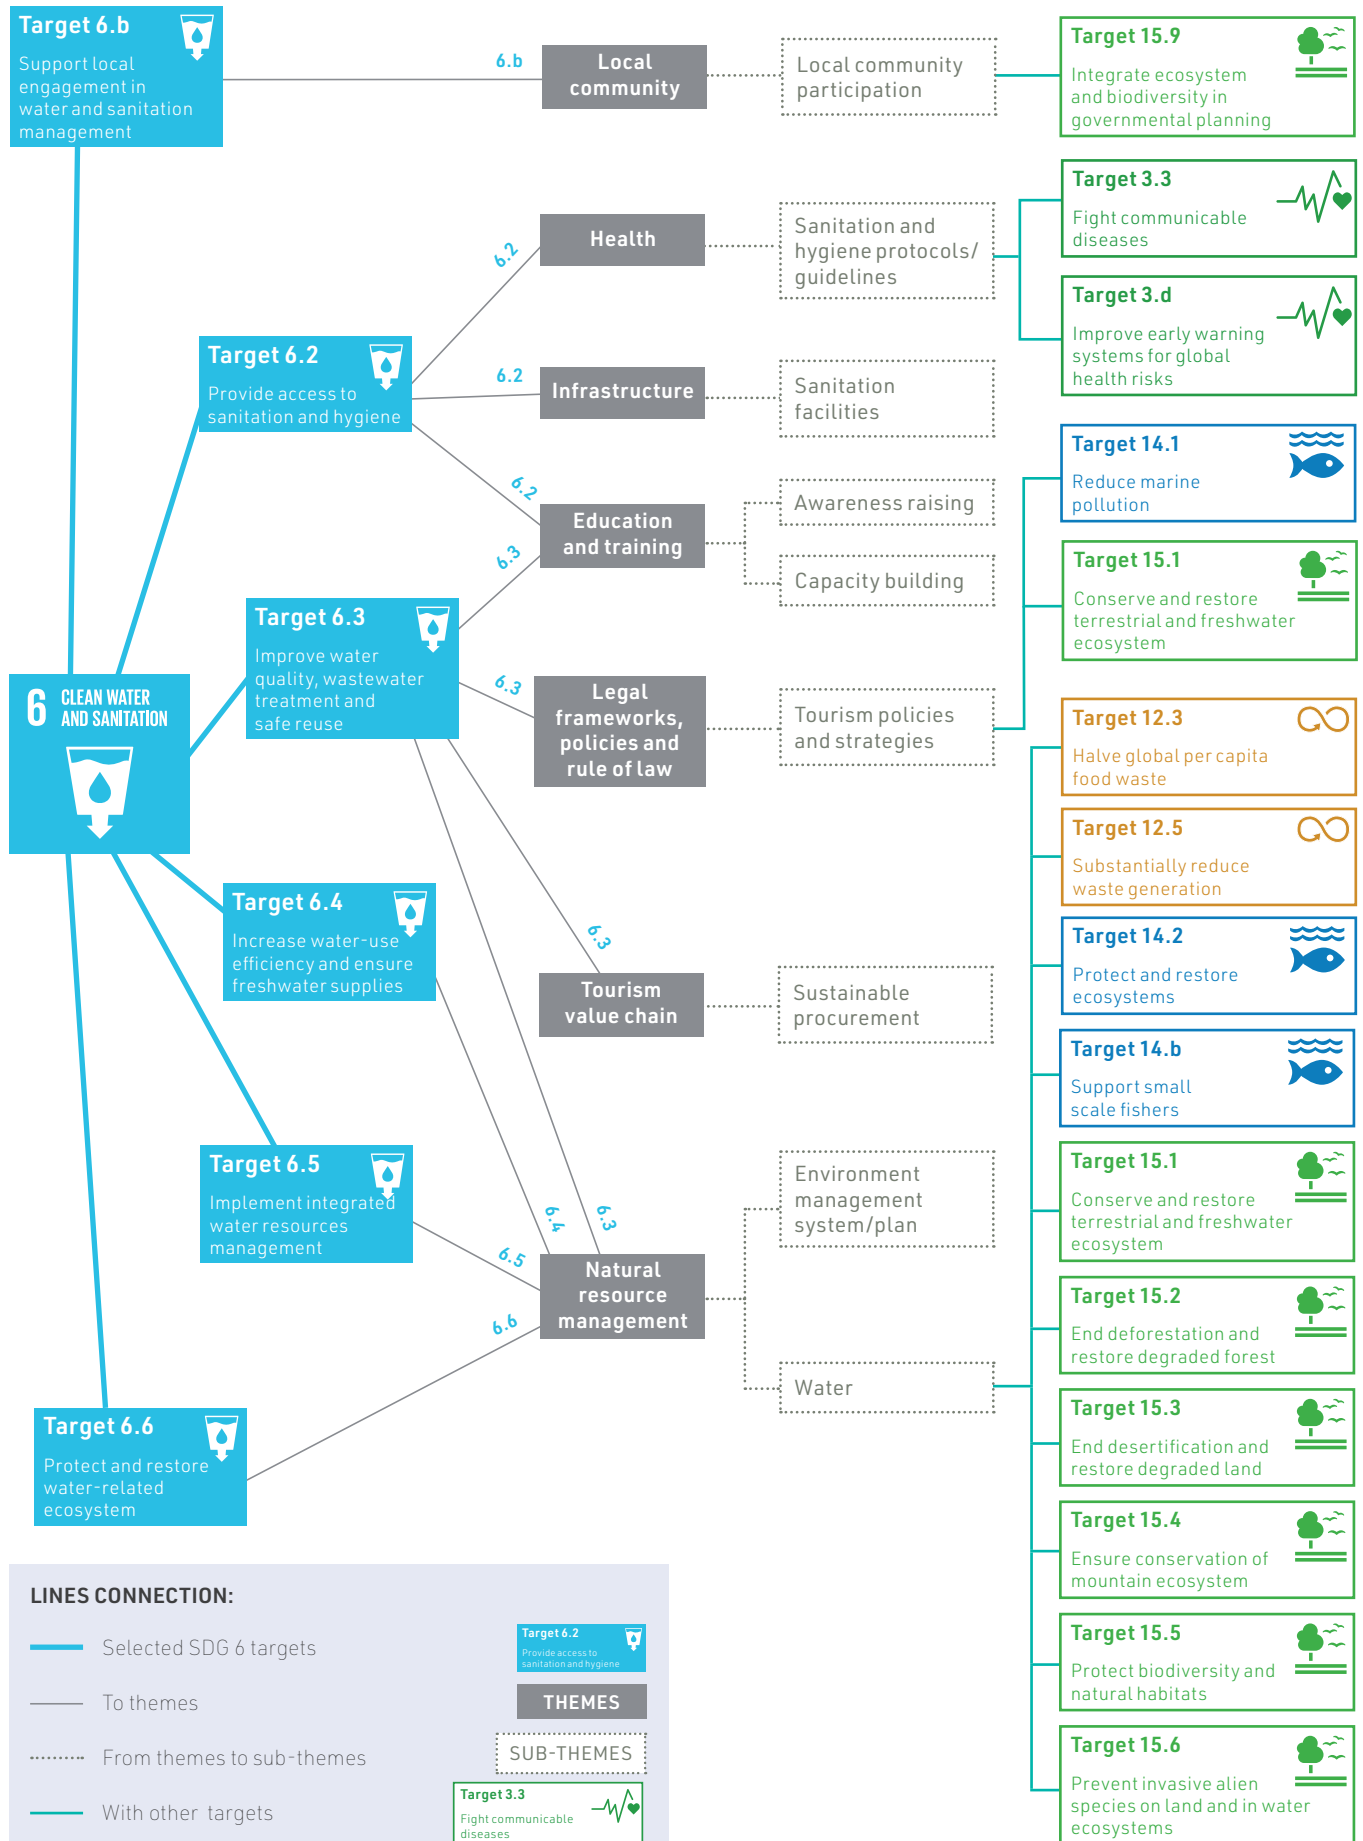 Target 6.b
Support local
engagement in
water and sanitation
management
6.b
Local
community
Local community
participation
Target 15.9
Integrate ecosystem
and biodiversity in
governmental planning
Target 3.3
Fight communicable
diseases
6.2
Health
Sanitation and
hygiene protocols/
guidelines
Target 3.d
Improve early warning
systems for global
health risks
Target 6.2
Provide access to
sanitation and hygiene
6.2
Infrastructure
Sanitation
facilities
Target 14.1
Reduce marine
pollution
6.2
Education
and training
6.3
Awareness raising
Capacity building
Target 15.1
Conserve and restore
terrestrial and freshwater
ecosystem
Target 6.3
Improve water
quality, wastewater
treatment and
safe reuse
6.3
Legal
frameworks,
policies and
rule of law
Tourism policies
and strategies
6 CLEAN WATER
AND SANITATION
Target 12.3
Halve global per capita
food waste
Target 12.5
Substantially reduce
waste generation
Target 6.4
Increase water-use
efficiency and ensure
freshwater supplies
6.3
Tourism
value chain
Sustainable
procurement
Target 14.2
Protect and restore
ecosystems
Target 14.b
Support small
scale fishers
Target 6.5
Implement integrated
water resources
management
6.4
6.3
6.5
6.6
Natural
resource
management
Environment
management
system/plan
Water
Target 15.1
Conserve and restore
terrestrial and freshwater
ecosystem
Target 15.2
End deforestation and
restore degraded forest
Target 15.3
End desertification and
restore degraded land
Target 6.6
Protect and restore
water-related
ecosystem
Target 15.4
Ensure conservation of
mountain ecosystem
Target 15.5
Protect biodiversity and
natural habitats
Target 15.6
Prevent invasive alien
species on land and in water
ecosystems
LINES CONNECTION:
Selected SDG 6 targets
Target 6.2
Provide access to
sanitation and hygiene
To themes
THEMES
From themes to sub-themes
SUB-THEMES
With other targets
Target 3.3
Fight communicable
diseases